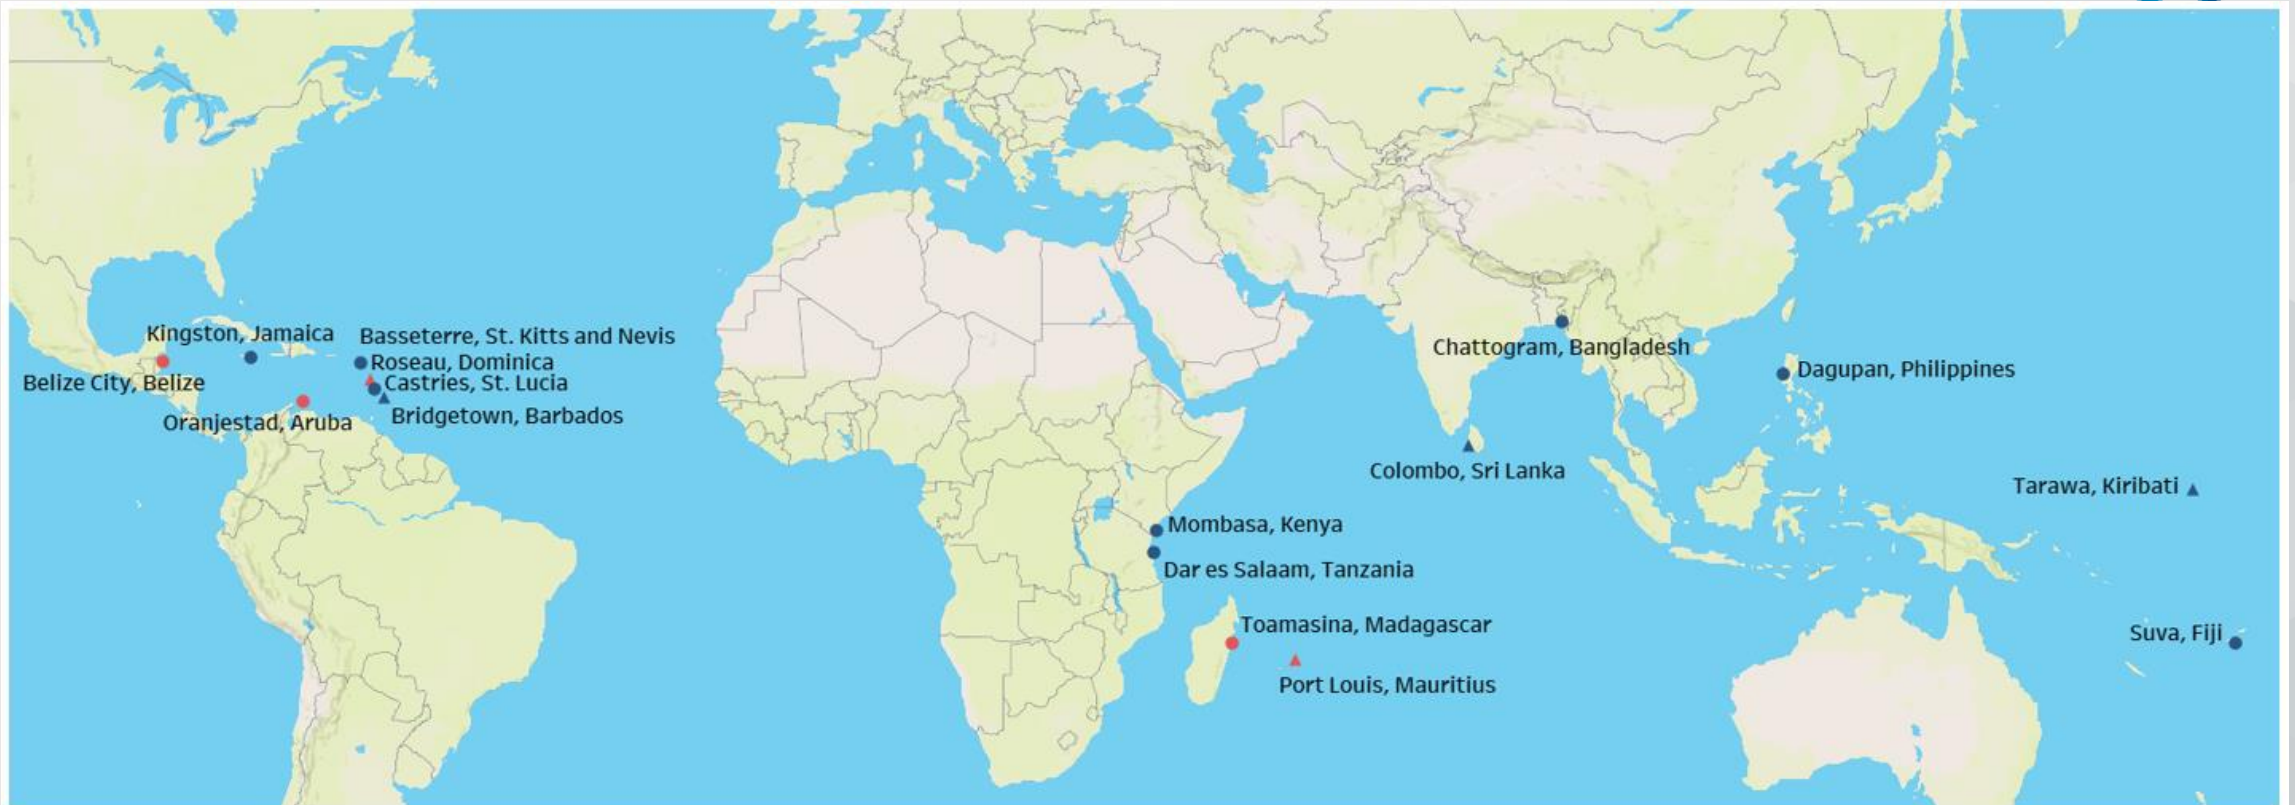 Kingston, Jamaica
Basseterre, St. Kitts and Nevis
Roseau, Dominica
Belize City, Belize
Castries, St. Lucia
Bridgetown, Barbados
Oranjestad, Aruba
Chattogram, Bangladesh
Dagupan, Philippines
Colombo, Sri Lanka
Tarawa, Kiribati
Mombasa, Kenya
Dar es Salaam, Tanzania
Toamasina, Madagascar
Suva, Fiji
Port Louis, Mauritius